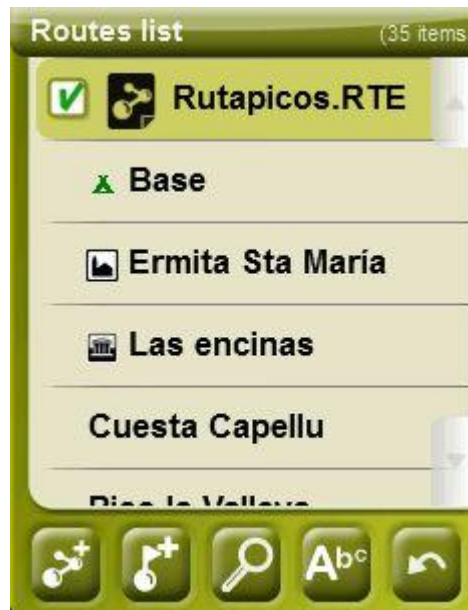 Routes list (35 items
Rutapicos.RTE
Base
Ermita Sta María
Las encinas
Cuesta Capellu
Abc